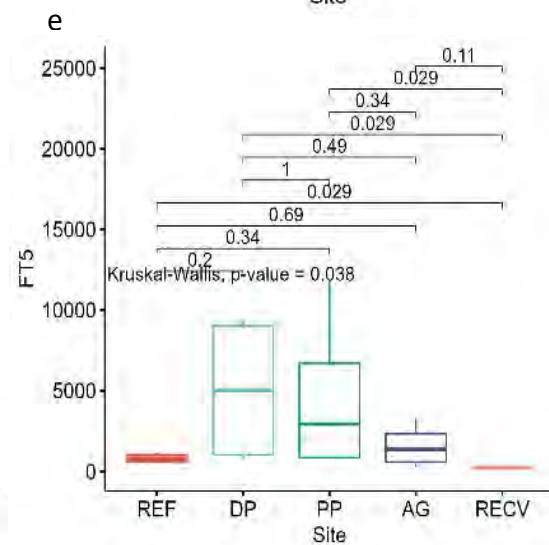 Site
e
25000
0.11
0.029
0.34
0.029
20000
0.49
1
0.029
15000
0.69
0.34
0.2
Kruskal-Wallis, p-value = 0.038
FT5
10000
5000
0
REF DP PP AG RECV
Site